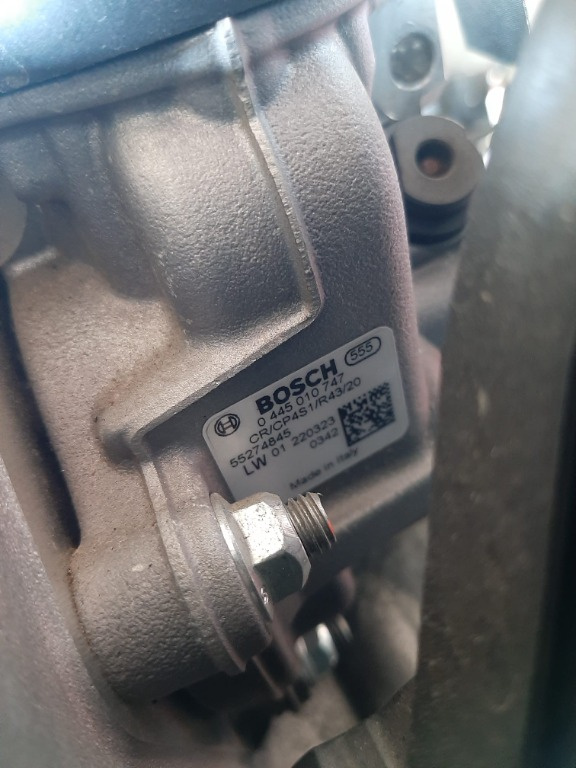 BOSCH 555
0 445 010 747
CR/CP4S1/R43/20
55274845
LW 01 220323
0342
Made in Italy